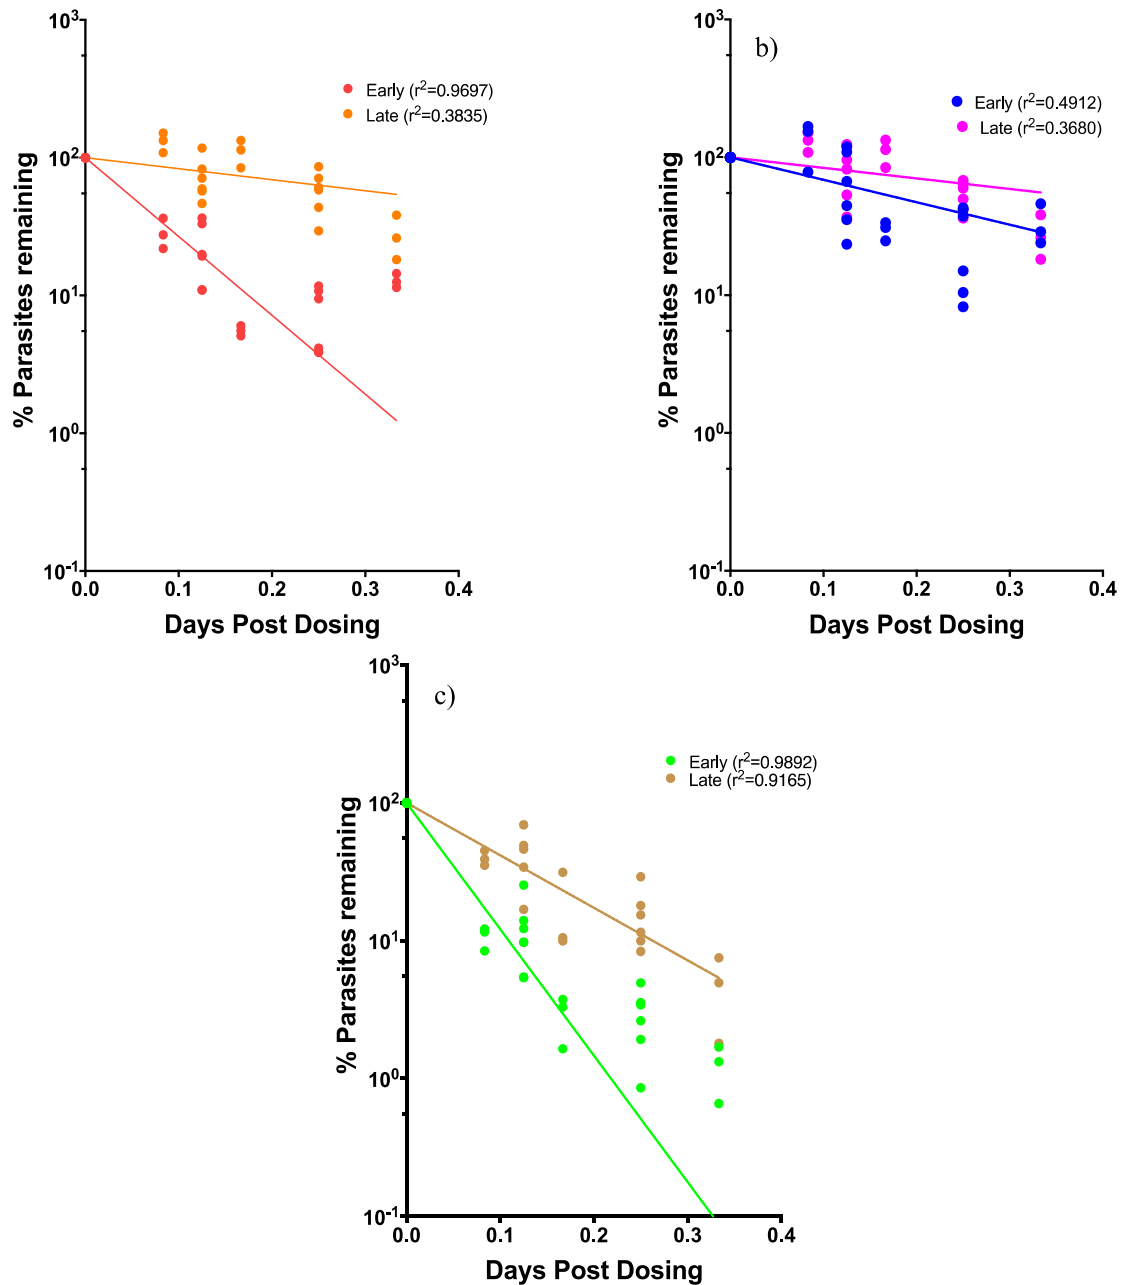 10³
Early (r²=0.9697)
Late (r²=0.3835)
10²
10¹
10⁰
10⁻¹
% Parasites remaining
0.0 0.1 0.2 0.3 0.4
Days Post Dosing
b)
10³
Early (r²=0.4912)
Late (r²=0.3680)
10²
10¹
10⁰
10⁻¹
% Parasites remaining
0.0 0.1 0.2 0.3 0.4
Days Post Dosing
c)
10³
Early (r²=0.9892)
Late (r²=0.9165)
10²
10¹
10⁰
10⁻¹
% Parasites remaining
0.0 0.1 0.2 0.3 0.4
Days Post Dosing